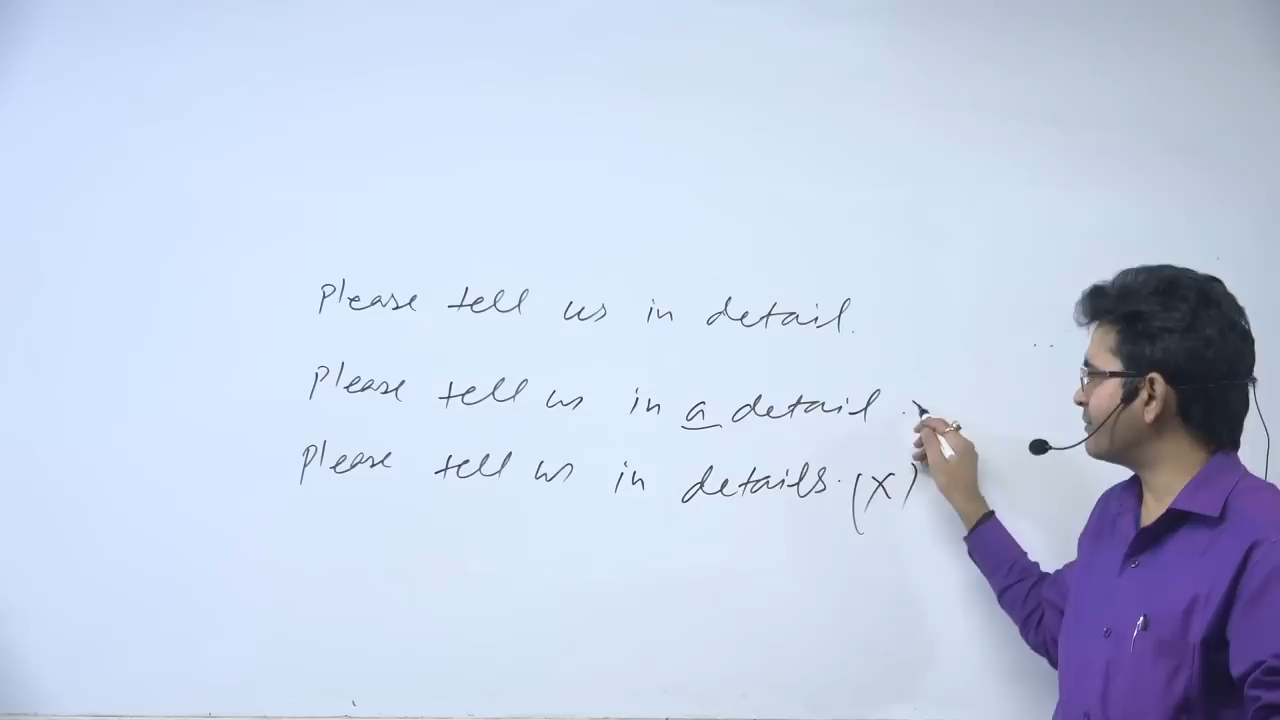 Please tell us in detail.
Please tell us in a detail.
Please tell us in details. (X)